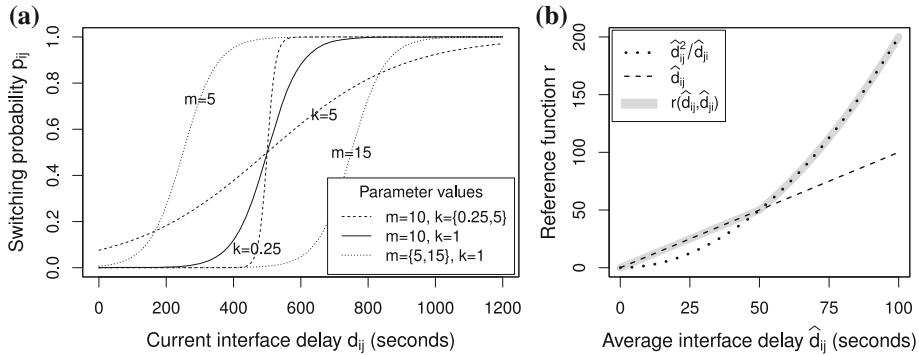 (a)
Switching probability pij
1.0
0.8
0.6
0.4
0.2
0.0
m=5
k=5
m=15
k=0.25
Parameter values
m=10, k={0.25,5}
m=10, k=1
m={5,15}, k=1
0 200 400 600 800 1000 1200
Current interface delay dij (seconds)
(b)
Reference function r
200
150
100
50
0
d̂²ij/d̂ji
d̂ij
r(d̂ij,d̂ji)
0 25 50 75 100
Average interface delay d̂ij (seconds)